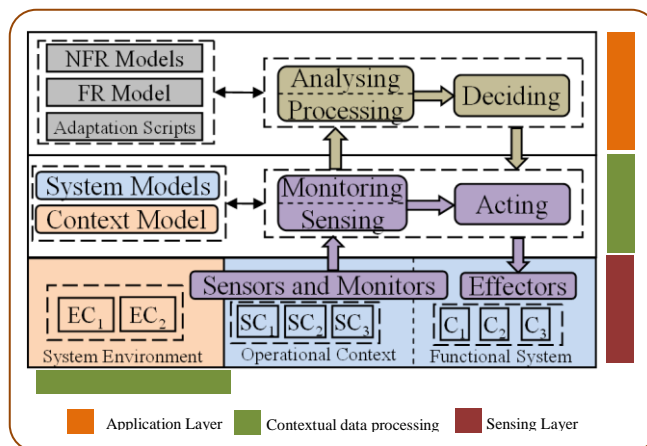 NFR Models
FR Model
Adaptation Scripts
Analysing
Processing
Deciding
System Models
Context Model
Monitoring
Sensing
Acting
Sensors and Monitors
Effectors
EC1 EC2
SC1 SC2 SC3
C1 C2 C3
System Environment
Operational Context
Functional System
Application Layer
Contextual data processing
Sensing Layer